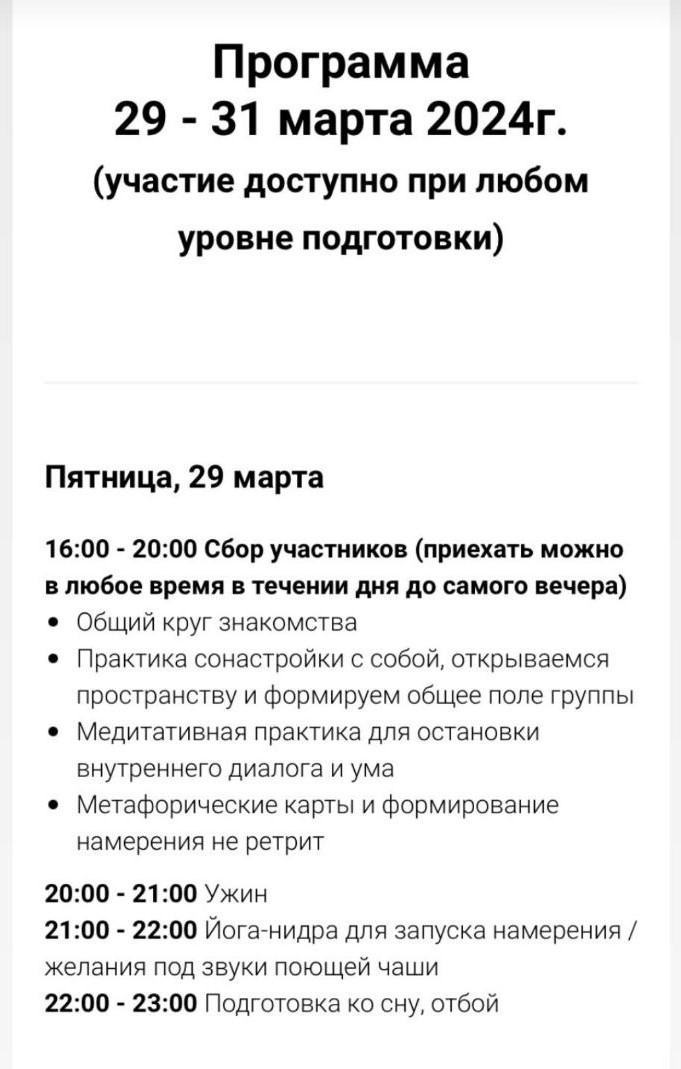 Программа
29 - 31 марта 2024г.
(участие доступно при любом
уровне подготовки)
Пятница, 29 марта
16:00 - 20:00 Сбор участников (приехать можно
в любое время в течении дня до самого вечера)
• Общий круг знакомства
• Практика сонастройки с собой, открываемся
пространству и формируем общее поле группы
• Медитативная практика для остановки
внутреннего диалога и ума
• Метафорические карты и формирование
намерения не ретрит
20:00 - 21:00 Ужин
21:00 - 22:00 Йога-нидра для запуска намерения /
желания под звуки поющей чаши
22:00 - 23:00 Подготовка ко сну, отбой